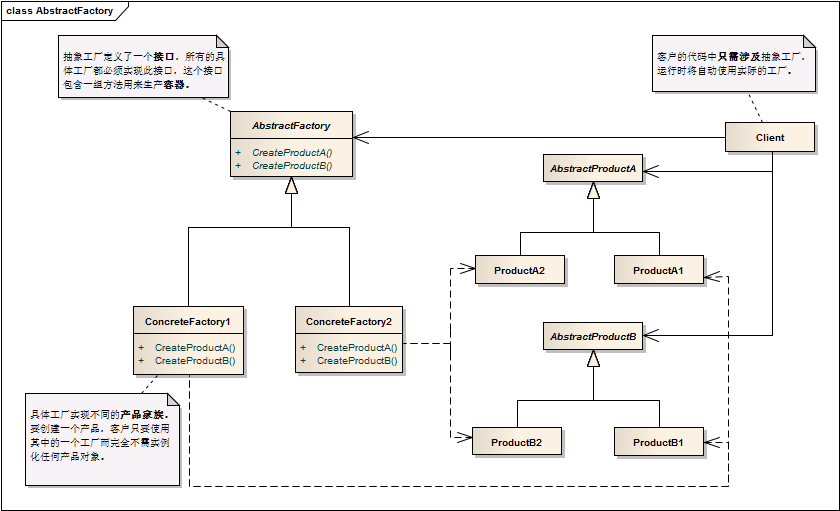 class AbstractFactory
抽象工厂定义了一个接口，所有的具
体工厂都必须实现此接口，这个接口
包含一组方法用来生产容器。
客户的代码中只需涉及抽象工厂，
运行时将自动使用实际的工厂。
AbstractFactory
+ CreateProductA()
+ CreateProductB()
Client
AbstractProductA
ProductA2
ProductA1
ConcreteFactory1
+ CreateProductA()
+ CreateProductB()
ConcreteFactory2
+ CreateProductA()
+ CreateProductB()
AbstractProductB
ProductB2
ProductB1
具体工厂实现不同的产品家族。
要创建一个产品，客户只要使用
其中的一个工厂而完全不需实例
化任何产品对象。